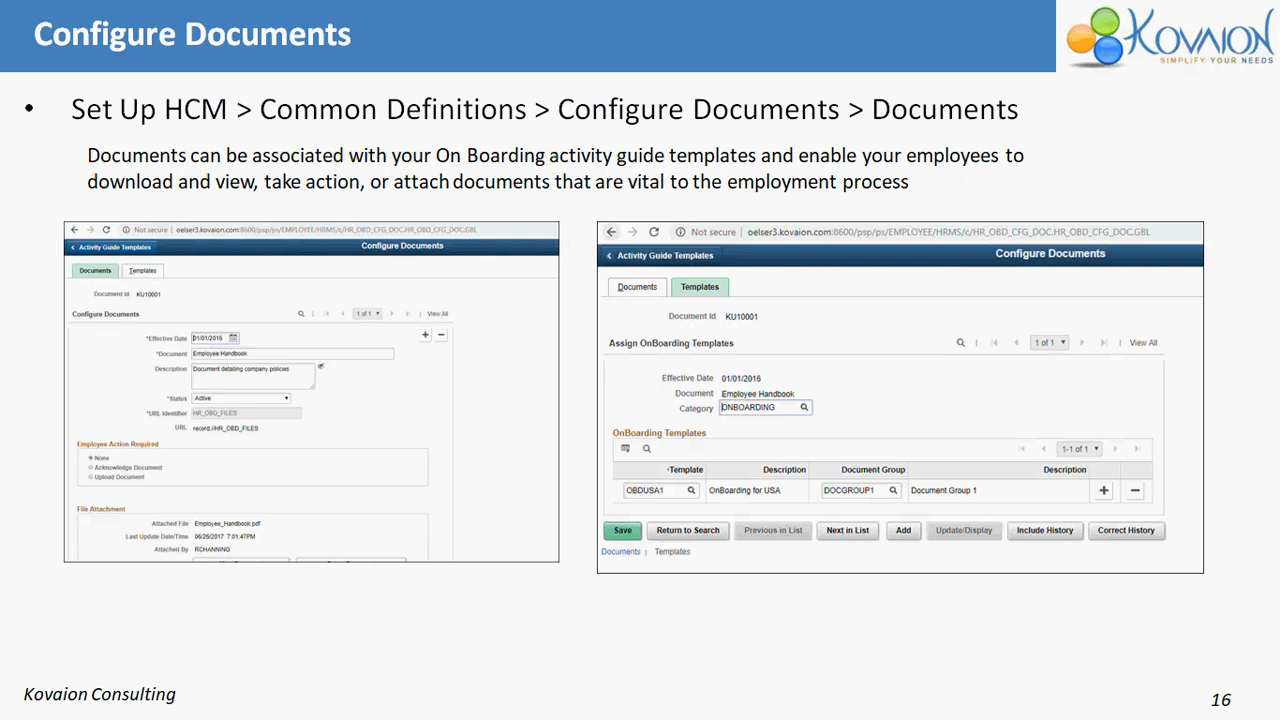 Configure Documents
KOVAION
SIMPLIFY YOUR NEEDS
• Set Up HCM > Common Definitions > Configure Documents > Documents
Documents can be associated with your On Boarding activity guide templates and enable your employees to
download and view, take action, or attach documents that are vital to the employment process
Not secure | oelser3.kovaion.com:8600/psp/ps/EMPLOYEE/HRMS/c/HR_OBD_CFG_DOC.HR_OBD_CFG_DOC.GBL
Activity Guide Templates
Configure Documents
Documents Templates
Document Id KU10001
Configure Documents 1 of 1 View All
*Effective Date 01/01/2016
*Document Employee Handbook
Description Document detailing company policies
*Status Active
*URL Identifier HR_OBD_FILES
URL record://HR_OBD_FILES
Employee Action Required
None
Acknowledge Document
Upload Document
File Attachment
Attached File Employee_Handbook.pdf
Last Update Date/Time 06/26/2017 7:01:47PM
Attached By RCHANNING
Not secure | oelser3.kovaion.com:8600/psp/ps/EMPLOYEE/HRMS/c/HR_OBD_CFG_DOC.HR_OBD_CFG_DOC.GBL
Activity Guide Templates
Configure Documents
Documents Templates
Document Id KU10001
Assign OnBoarding Templates 1 of 1 View All
Effective Date 01/01/2016
Document Employee Handbook
Category ONBOARDING
OnBoarding Templates
1-1 of 1
*Template Description Document Group Description
OBDUSA1 OnBoarding for USA DOCGROUP1 Document Group 1
Save Return to Search Previous in List Next in List Add Update/Display Include History Correct History
Documents | Templates
Kovaion Consulting
16